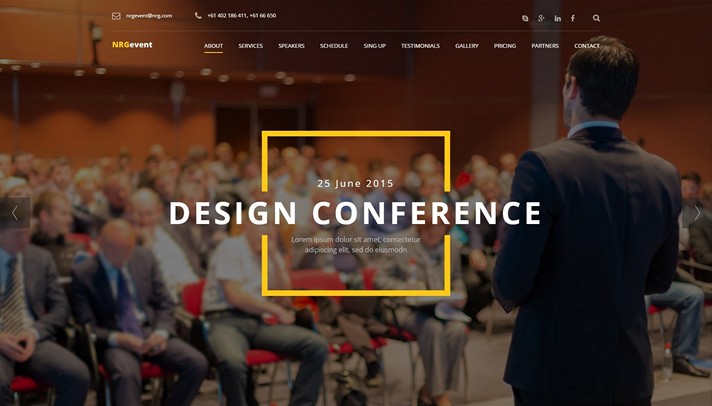 nrgevent@nrg.com
+61 402 186 411, +61 66 650
NRGevent
ABOUT SERVICES SPEAKERS SCHEDULE SING UP TESTIMONIALS GALLERY PRICING PARTNERS CONTACT
25 June 2015
DESIGN CONFERENCE
Lorem ipsum dolor sit amet, consectetur
adipiscing elit, sed do eiusmodn